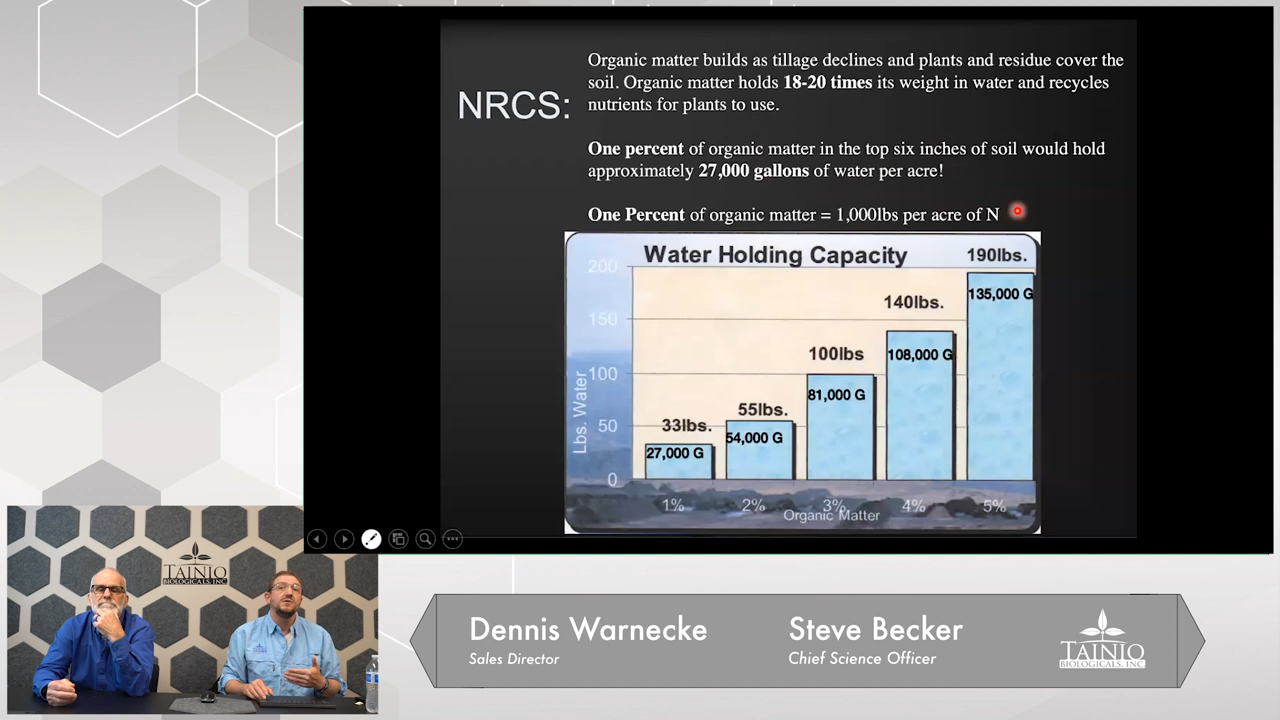 NRCS:
Organic matter builds as tillage declines and plants and residue cover the
soil. Organic matter holds 18-20 times its weight in water and recycles
nutrients for plants to use.
One percent of organic matter in the top six inches of soil would hold
approximately 27,000 gallons of water per acre!
One Percent of organic matter = 1,000lbs per acre of N
Water Holding Capacity
Lbs. Water
200
150
100
50
0
33lbs.
27,000 G
55lbs.
54,000 G
100lbs
81,000 G
140lbs.
108,000 G
190lbs.
135,000 G
1% 2% 3% 4% 5%
Organic Matter
TAINIO
BIOLOGICALS, INC
Dennis Warnecke
Sales Director
Steve Becker
Chief Science Officer
TAINIO
BIOLOGICALS, INC